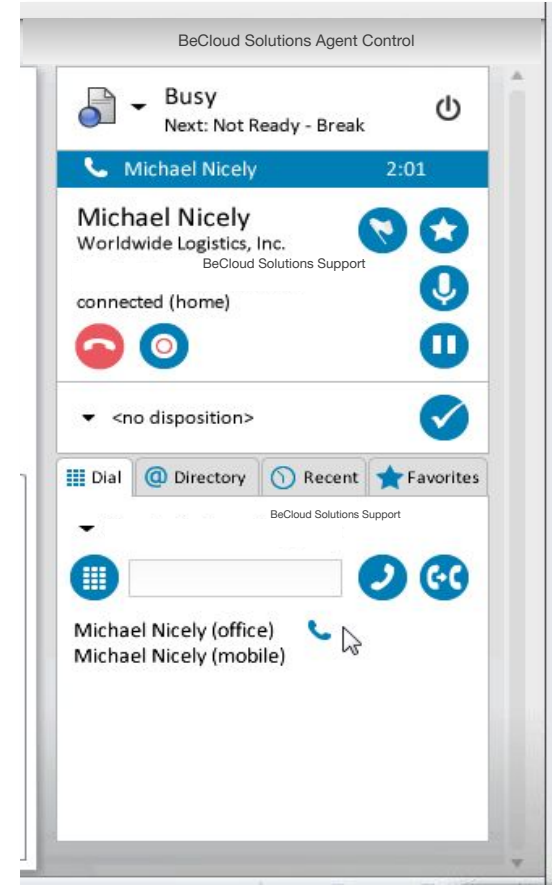 BeCloud Solutions Agent Control
Busy
Next: Not Ready - Break
Michael Nicely 2:01
Michael Nicely
Worldwide Logistics, Inc.
BeCloud Solutions Support
connected (home)
<no disposition>
Dial @ Directory Recent Favorites
BeCloud Solutions Support
Michael Nicely (office)
Michael Nicely (mobile)